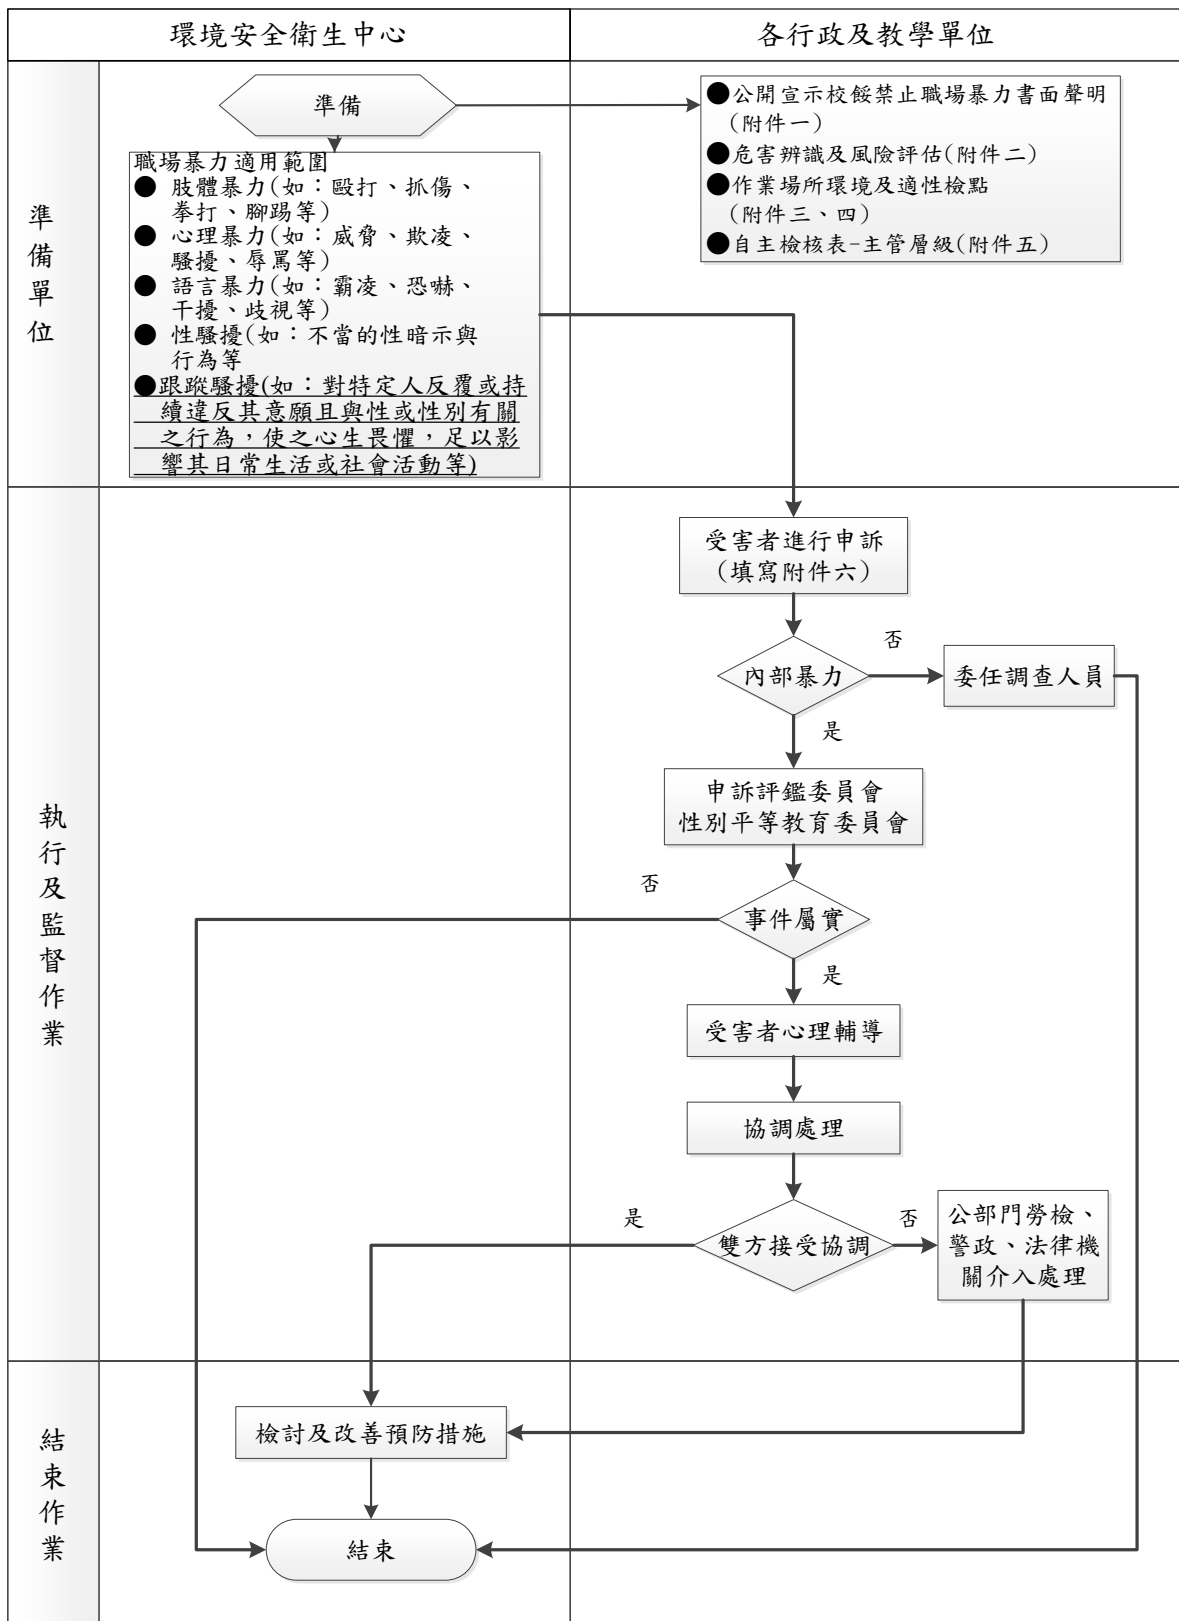 環境安全衛生中心
各行政及教學單位
準備單位
準備
職場暴力適用範圍
● 肢體暴力(如：毆打、抓傷、
拳打、腳踢等)
● 心理暴力(如：威脅、欺凌、
騷擾、辱罵等)
● 語言暴力(如：霸凌、恐嚇、
干擾、歧視等)
● 性騷擾(如：不當的性暗示與
行為等
●跟蹤騷擾(如：對特定人反覆或持
續違反其意願且與性或性別有關
之行為，使之心生畏懼，足以影
響其日常生活或社會活動等)
●公開宣示校餒禁止職場暴力書面聲明
(附件一)
●危害辨識及風險評估(附件二)
●作業場所環境及適性檢點
(附件三、四)
●自主檢核表-主管層級(附件五)
執行及監督作業
受害者進行申訴
(填寫附件六)
內部暴力
否
委任調查人員
是
申訴評鑑委員會
性別平等教育委員會
否
事件屬實
是
受害者心理輔導
協調處理
是
雙方接受協調
否
公部門勞檢、
警政、法律機
關介入處理
結束作業
檢討及改善預防措施
結束